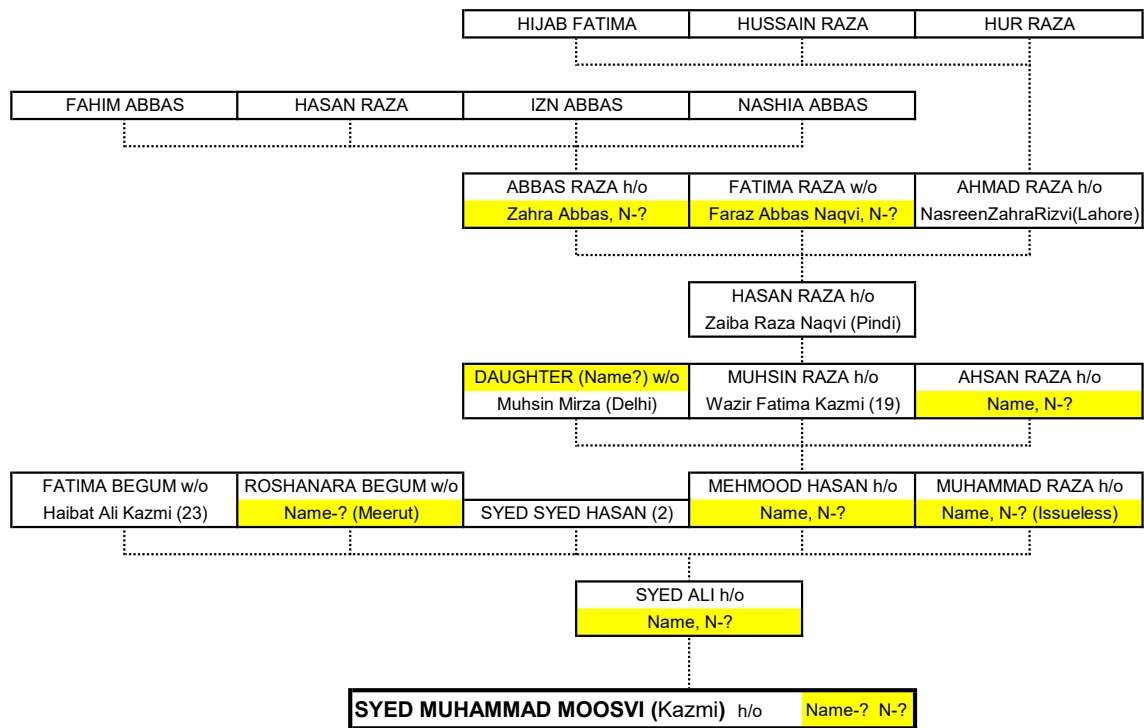 HIJAB FATIMA HUSSAIN RAZA HUR RAZA
FAHIM ABBAS HASAN RAZA IZN ABBAS NASHIA ABBAS
ABBAS RAZA h/o FATIMA RAZA w/o AHMAD RAZA h/o
Zahra Abbas, N-? Faraz Abbas Naqvi, N-? NasreenZahraRizvi(Lahore)
HASAN RAZA h/o
Zaiba Raza Naqvi (Pindi)
DAUGHTER (Name?) w/o MUHSIN RAZA h/o AHSAN RAZA h/o
Muhsin Mirza (Delhi) Wazir Fatima Kazmi (19) Name, N-?
FATIMA BEGUM w/o ROSHANARA BEGUM w/o MEHMOOD HASAN h/o MUHAMMAD RAZA h/o
Haibat Ali Kazmi (23) Name-? (Meerut) SYED SYED HASAN (2) Name, N-? Name, N-? (Issueless)
SYED ALI h/o
Name, N-?
SYED MUHAMMAD MOOSVI (Kazmi) h/o Name-? N-?